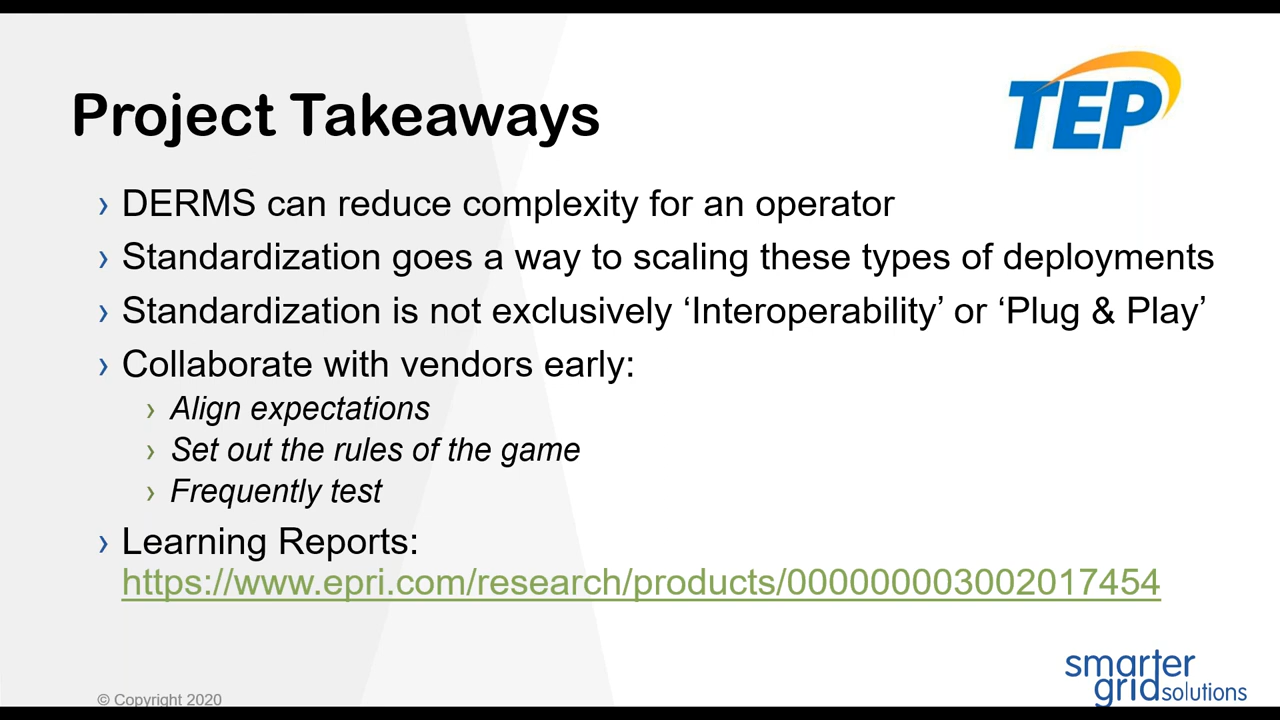 Project Takeaways
TEP
› DERMS can reduce complexity for an operator
› Standardization goes a way to scaling these types of deployments
› Standardization is not exclusively ‘Interoperability’ or ‘Plug & Play’
› Collaborate with vendors early:
› Align expectations
› Set out the rules of the game
› Frequently test
› Learning Reports:
https://www.epri.com/research/products/000000003002017454
smarter
gridsolutions
© Copyright 2020